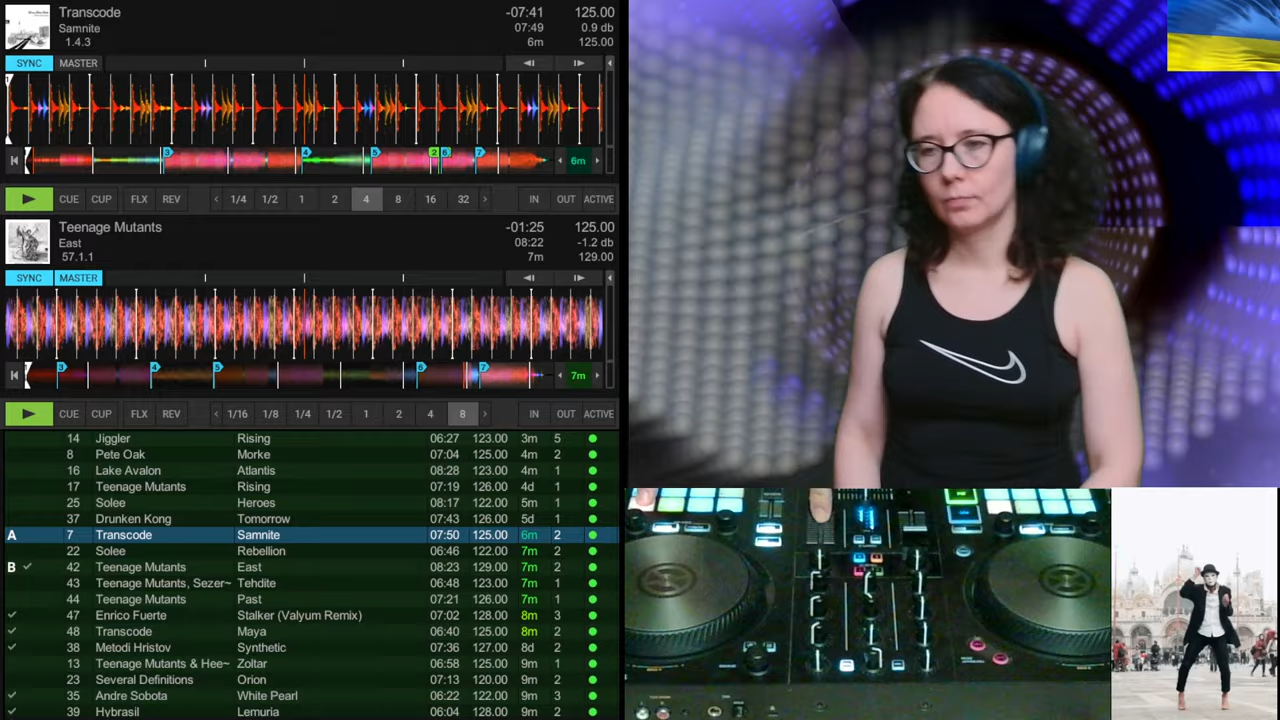 Transcode -07:41 125.00
Samnite 07:49 0.9 db
1.4.3 6m 125.00
SYNC MASTER
1
3 4 5 2 6 7 6m
CUE CUP FLX REV 1/4 1/2 1 2 4 8 16 32 IN OUT ACTIVE
Teenage Mutants -01:25 125.00
East 08:22 -1.2 db
57.1.1 7m 129.00
SYNC MASTER
3 4 5 6 7 7m
CUE CUP FLX REV 1/16 1/8 1/4 1/2 1 2 4 8 IN OUT ACTIVE
14 Jiggler Rising 06:27 123.00 3m 5
8 Pete Oak Morke 07:04 125.00 4m 2
16 Lake Avalon Atlantis 08:28 123.00 4m 1
17 Teenage Mutants Rising 07:19 126.00 4d 1
25 Solee Heroes 08:17 122.00 5m 1
37 Drunken Kong Tomorrow 07:43 126.00 5d 1
A 7 Transcode Samnite 07:50 125.00 6m 2
22 Solee Rebellion 06:46 122.00 7m 2
B 42 Teenage Mutants East 08:23 129.00 7m 2
43 Teenage Mutants, Sezer~ Tehdite 06:48 123.00 7m 1
44 Teenage Mutants Past 07:21 126.00 7m 1
47 Enrico Fuerte Stalker (Valyum Remix) 07:02 128.00 8m 3
48 Transcode Maya 06:40 125.00 8m 2
38 Metodi Hristov Synthetic 07:36 127.00 8d 2
13 Teenage Mutants & Hee~ Zoltar 06:58 125.00 9m 1
23 Several Definitions Orion 07:13 120.00 9m 2
35 Andre Sobota White Pearl 06:22 122.00 9m 3
39 Hybrasil Lemuria 06:04 128.00 9m 2